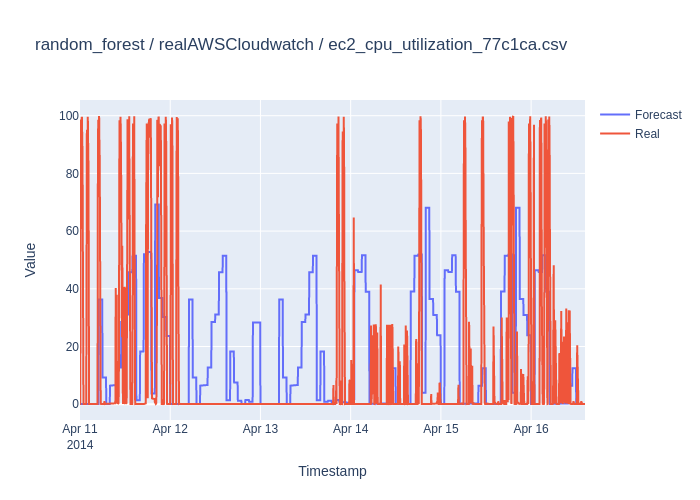 random_forest / realAWSCloudwatch / ec2_cpu_utilization_77c1ca.csv
Forecast
Real
Value
100
80
60
40
20
0
Apr 11 Apr 12 Apr 13 Apr 14 Apr 15 Apr 16
2014
Timestamp